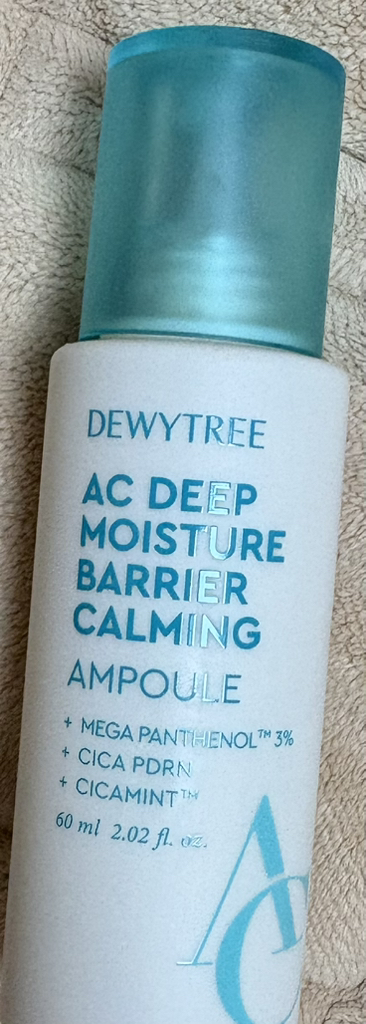 DEWYTREE
AC DEEP
MOISTURE
BARRIER
CALMING
AMPOULE
+ MEGA PANTHENOL™ 3%
+ CICA PDRN
+ CICAMINT™
60 ml 2.02 fl. oz.
AC